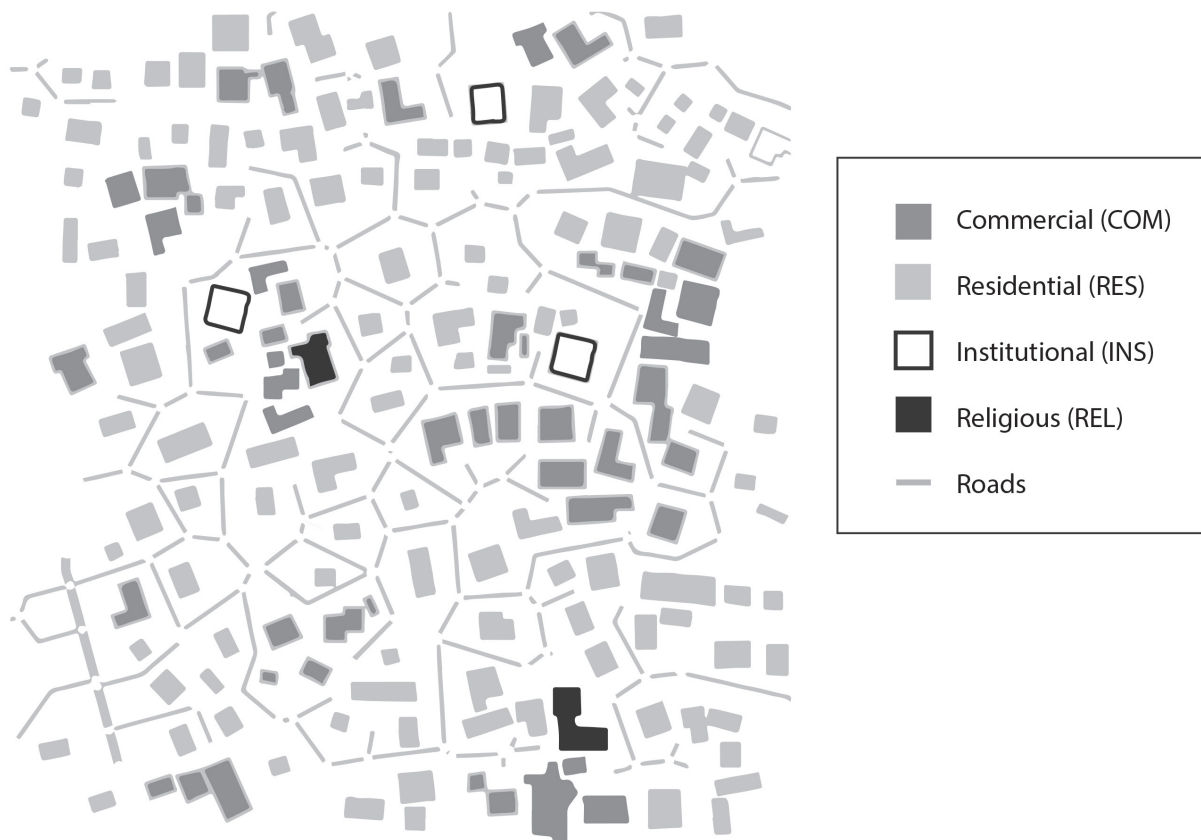 Commercial (COM)
Residential (RES)
Institutional (INS)
Religious (REL)
Roads